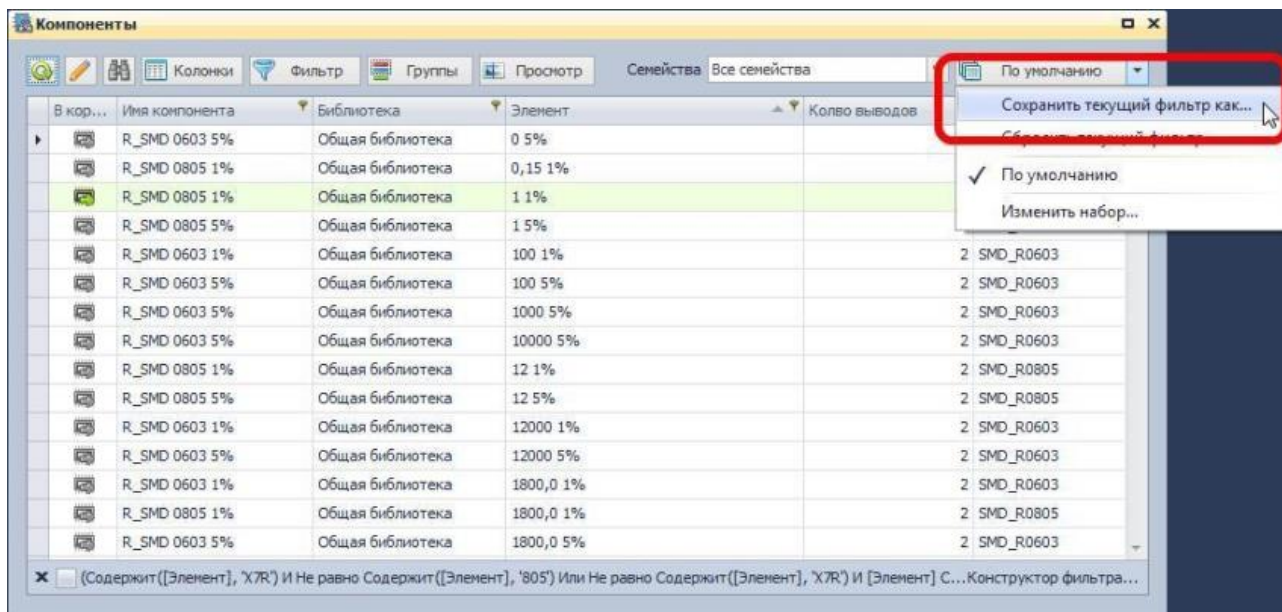 Компоненты
Колонки Фильтр Группы Просмотр Семейства Все семейства По умолчанию
В кор... Имя компонента Библиотека Элемент Колво выводов
Сохранить текущий фильтр как...
Сбросить текущий фильтр
По умолчанию
Изменить набор...
R_SMD 0603 5% Общая библиотека 0 5%
R_SMD 0805 1% Общая библиотека 0,15 1%
R_SMD 0805 1% Общая библиотека 1 1%
R_SMD 0805 5% Общая библиотека 1 5%
R_SMD 0603 1% Общая библиотека 100 1% 2 SMD_R0603
R_SMD 0603 5% Общая библиотека 100 5% 2 SMD_R0603
R_SMD 0603 5% Общая библиотека 1000 5% 2 SMD_R0603
R_SMD 0603 5% Общая библиотека 10000 5% 2 SMD_R0603
R_SMD 0805 1% Общая библиотека 12 1% 2 SMD_R0805
R_SMD 0805 5% Общая библиотека 12 5% 2 SMD_R0805
R_SMD 0603 1% Общая библиотека 12000 1% 2 SMD_R0603
R_SMD 0603 5% Общая библиотека 12000 5% 2 SMD_R0603
R_SMD 0603 1% Общая библиотека 1800,0 1% 2 SMD_R0603
R_SMD 0805 1% Общая библиотека 1800,0 1% 2 SMD_R0805
R_SMD 0603 5% Общая библиотека 1800,0 5% 2 SMD_R0603
(Содержит([Элемент], 'X7R') И Не равно Содержит([Элемент], '805') Или Не равно Содержит([Элемент], 'X7R') И [Элемент] С...Конструктор фильтра...